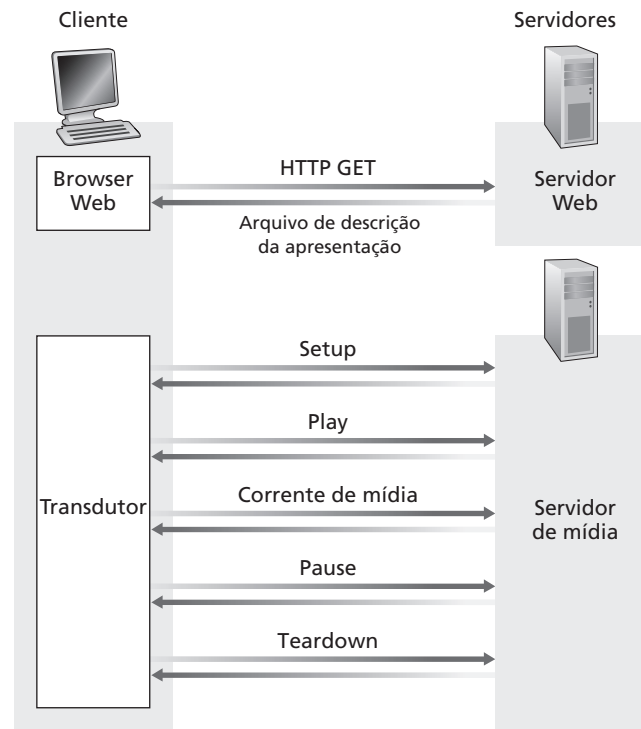 Cliente
Servidores
Browser
Web
HTTP GET
Arquivo de descrição
da apresentação
Servidor
Web
Setup
Play
Transdutor
Corrente de mídia
Servidor
de mídia
Pause
Teardown